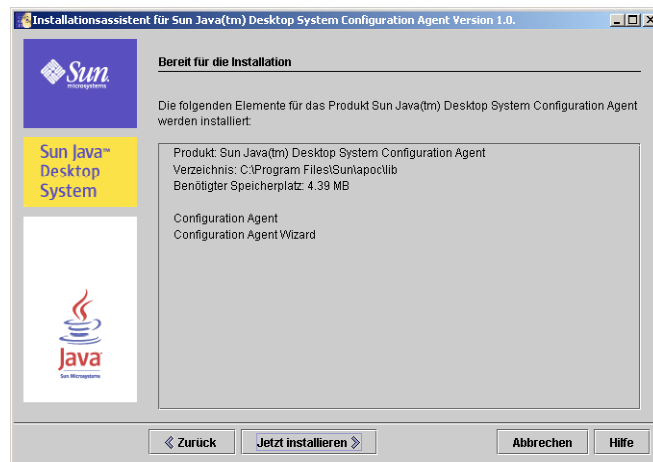 Installationsassistent für Sun Java(tm) Desktop System Configuration Agent Version 1.0.
Sun
microsystems
Bereit für die Installation
Die folgenden Elemente für das Produkt Sun Java(tm) Desktop System Configuration Agent
werden installiert:
Sun Java™
Desktop
System
Produkt: Sun Java(tm) Desktop System Configuration Agent
Verzeichnis: C:\Program Files\Sun\apoc\lib
Benötigter Speicherplatz: 4.39 MB
Configuration Agent
Configuration Agent Wizard
Java
Sun Microsystems
Zurück
Jetzt installieren
Abbrechen
Hilfe